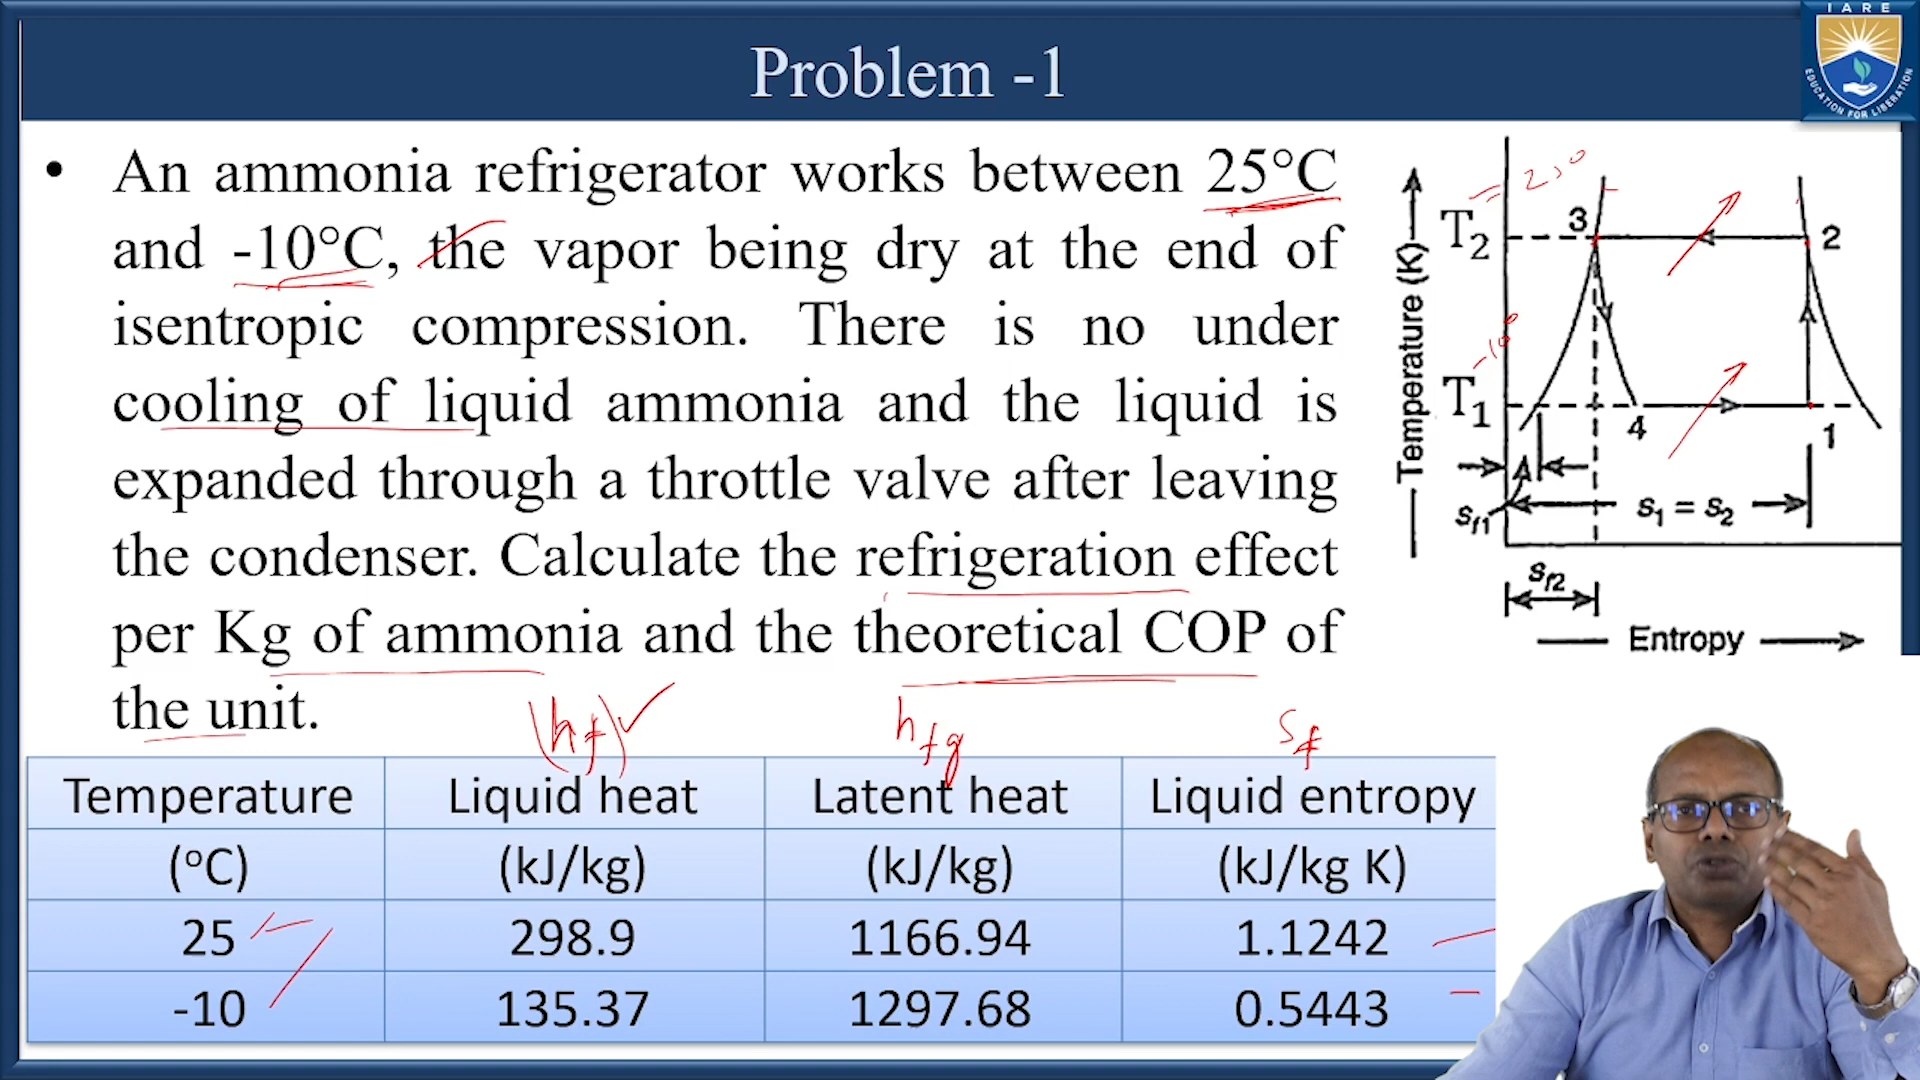 IARE
EDUCATION FOR LIBERATION
Problem -1
• An ammonia refrigerator works between 25°C
and -10°C, the vapor being dry at the end of
isentropic compression. There is no under
cooling of liquid ammonia and the liquid is
expanded through a throttle valve after leaving
the condenser. Calculate the refrigeration effect
per Kg of ammonia and the theoretical COP of
the unit.
Temperature (K)
T2
= 25°
3
2
-10°
T1
4
1
sf1
s1 = s2
sf2
Entropy
(hf)
hfg
sf
Temperature Liquid heat Latent heat Liquid entropy
(°C) (kJ/kg) (kJ/kg) (kJ/kg K)
25 298.9 1166.94 1.1242
-10 135.37 1297.68 0.5443